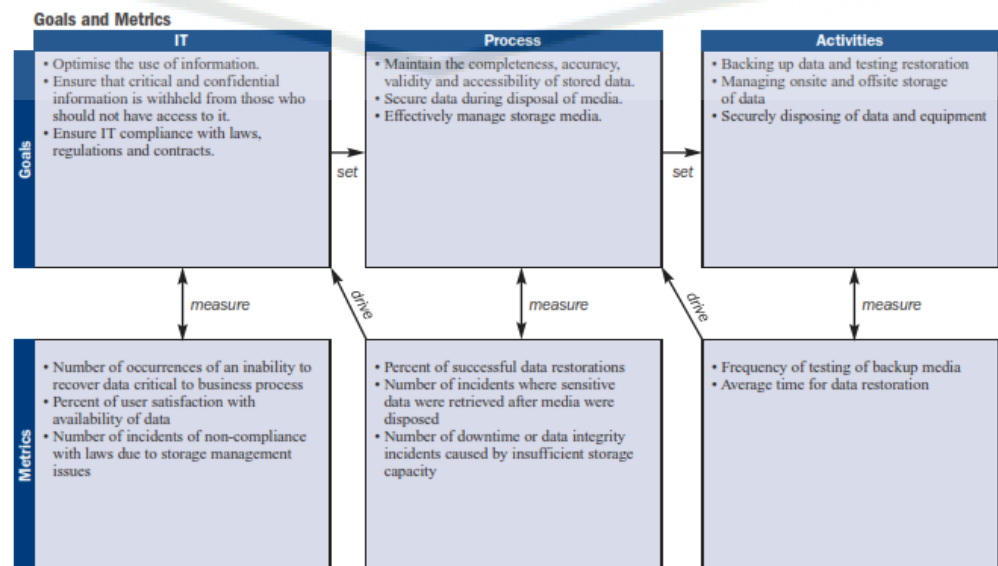 Goals and Metrics
IT
Process
Activities
Goals
• Optimise the use of information.
• Ensure that critical and confidential
information is withheld from those who
should not have access to it.
• Ensure IT compliance with laws,
regulations and contracts.
set
• Maintain the completeness, accuracy,
validity and accessibility of stored data.
• Secure data during disposal of media.
• Effectively manage storage media.
set
• Backing up data and testing restoration
• Managing onsite and offsite storage
of data
• Securely disposing of data and equipment
measure
drive
measure
drive
measure
Metrics
• Number of occurrences of an inability to
recover data critical to business process
• Percent of user satisfaction with
availability of data
• Number of incidents of non-compliance
with laws due to storage management
issues
• Percent of successful data restorations
• Number of incidents where sensitive
data were retrieved after media were
disposed
• Number of downtime or data integrity
incidents caused by insufficient storage
capacity
• Frequency of testing of backup media
• Average time for data restoration